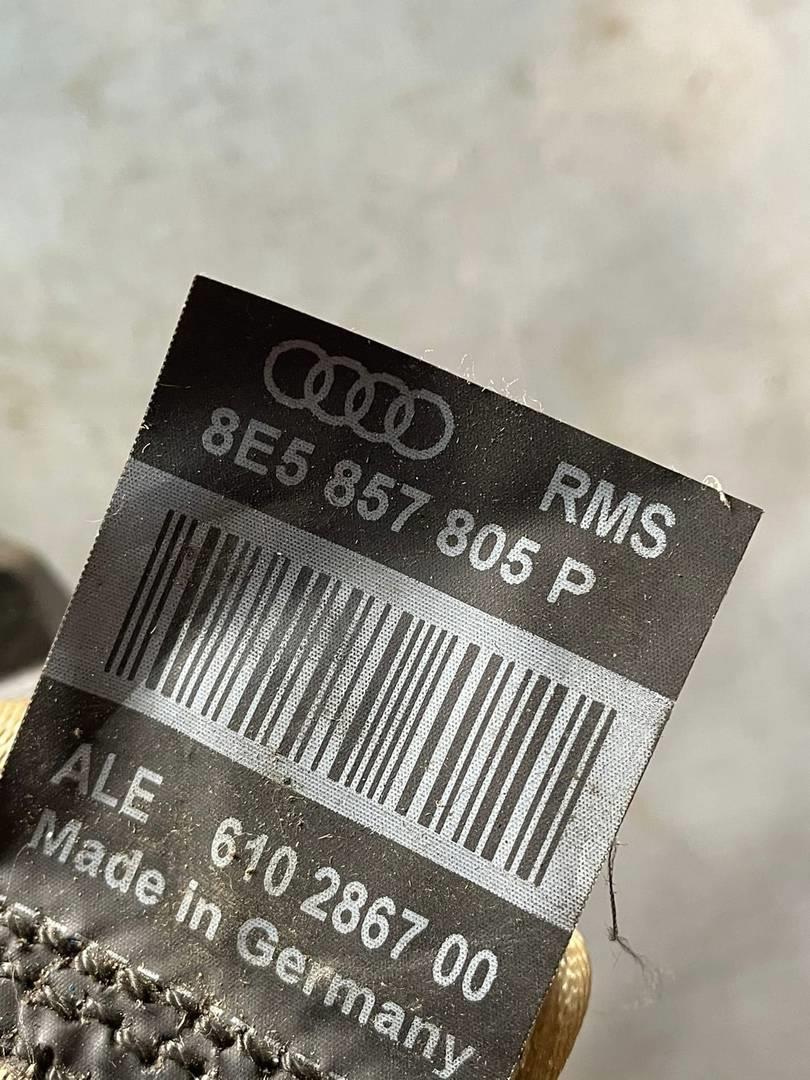 RMS
8E5 857 805 P
ALE 610 2867 00
Made in Germany